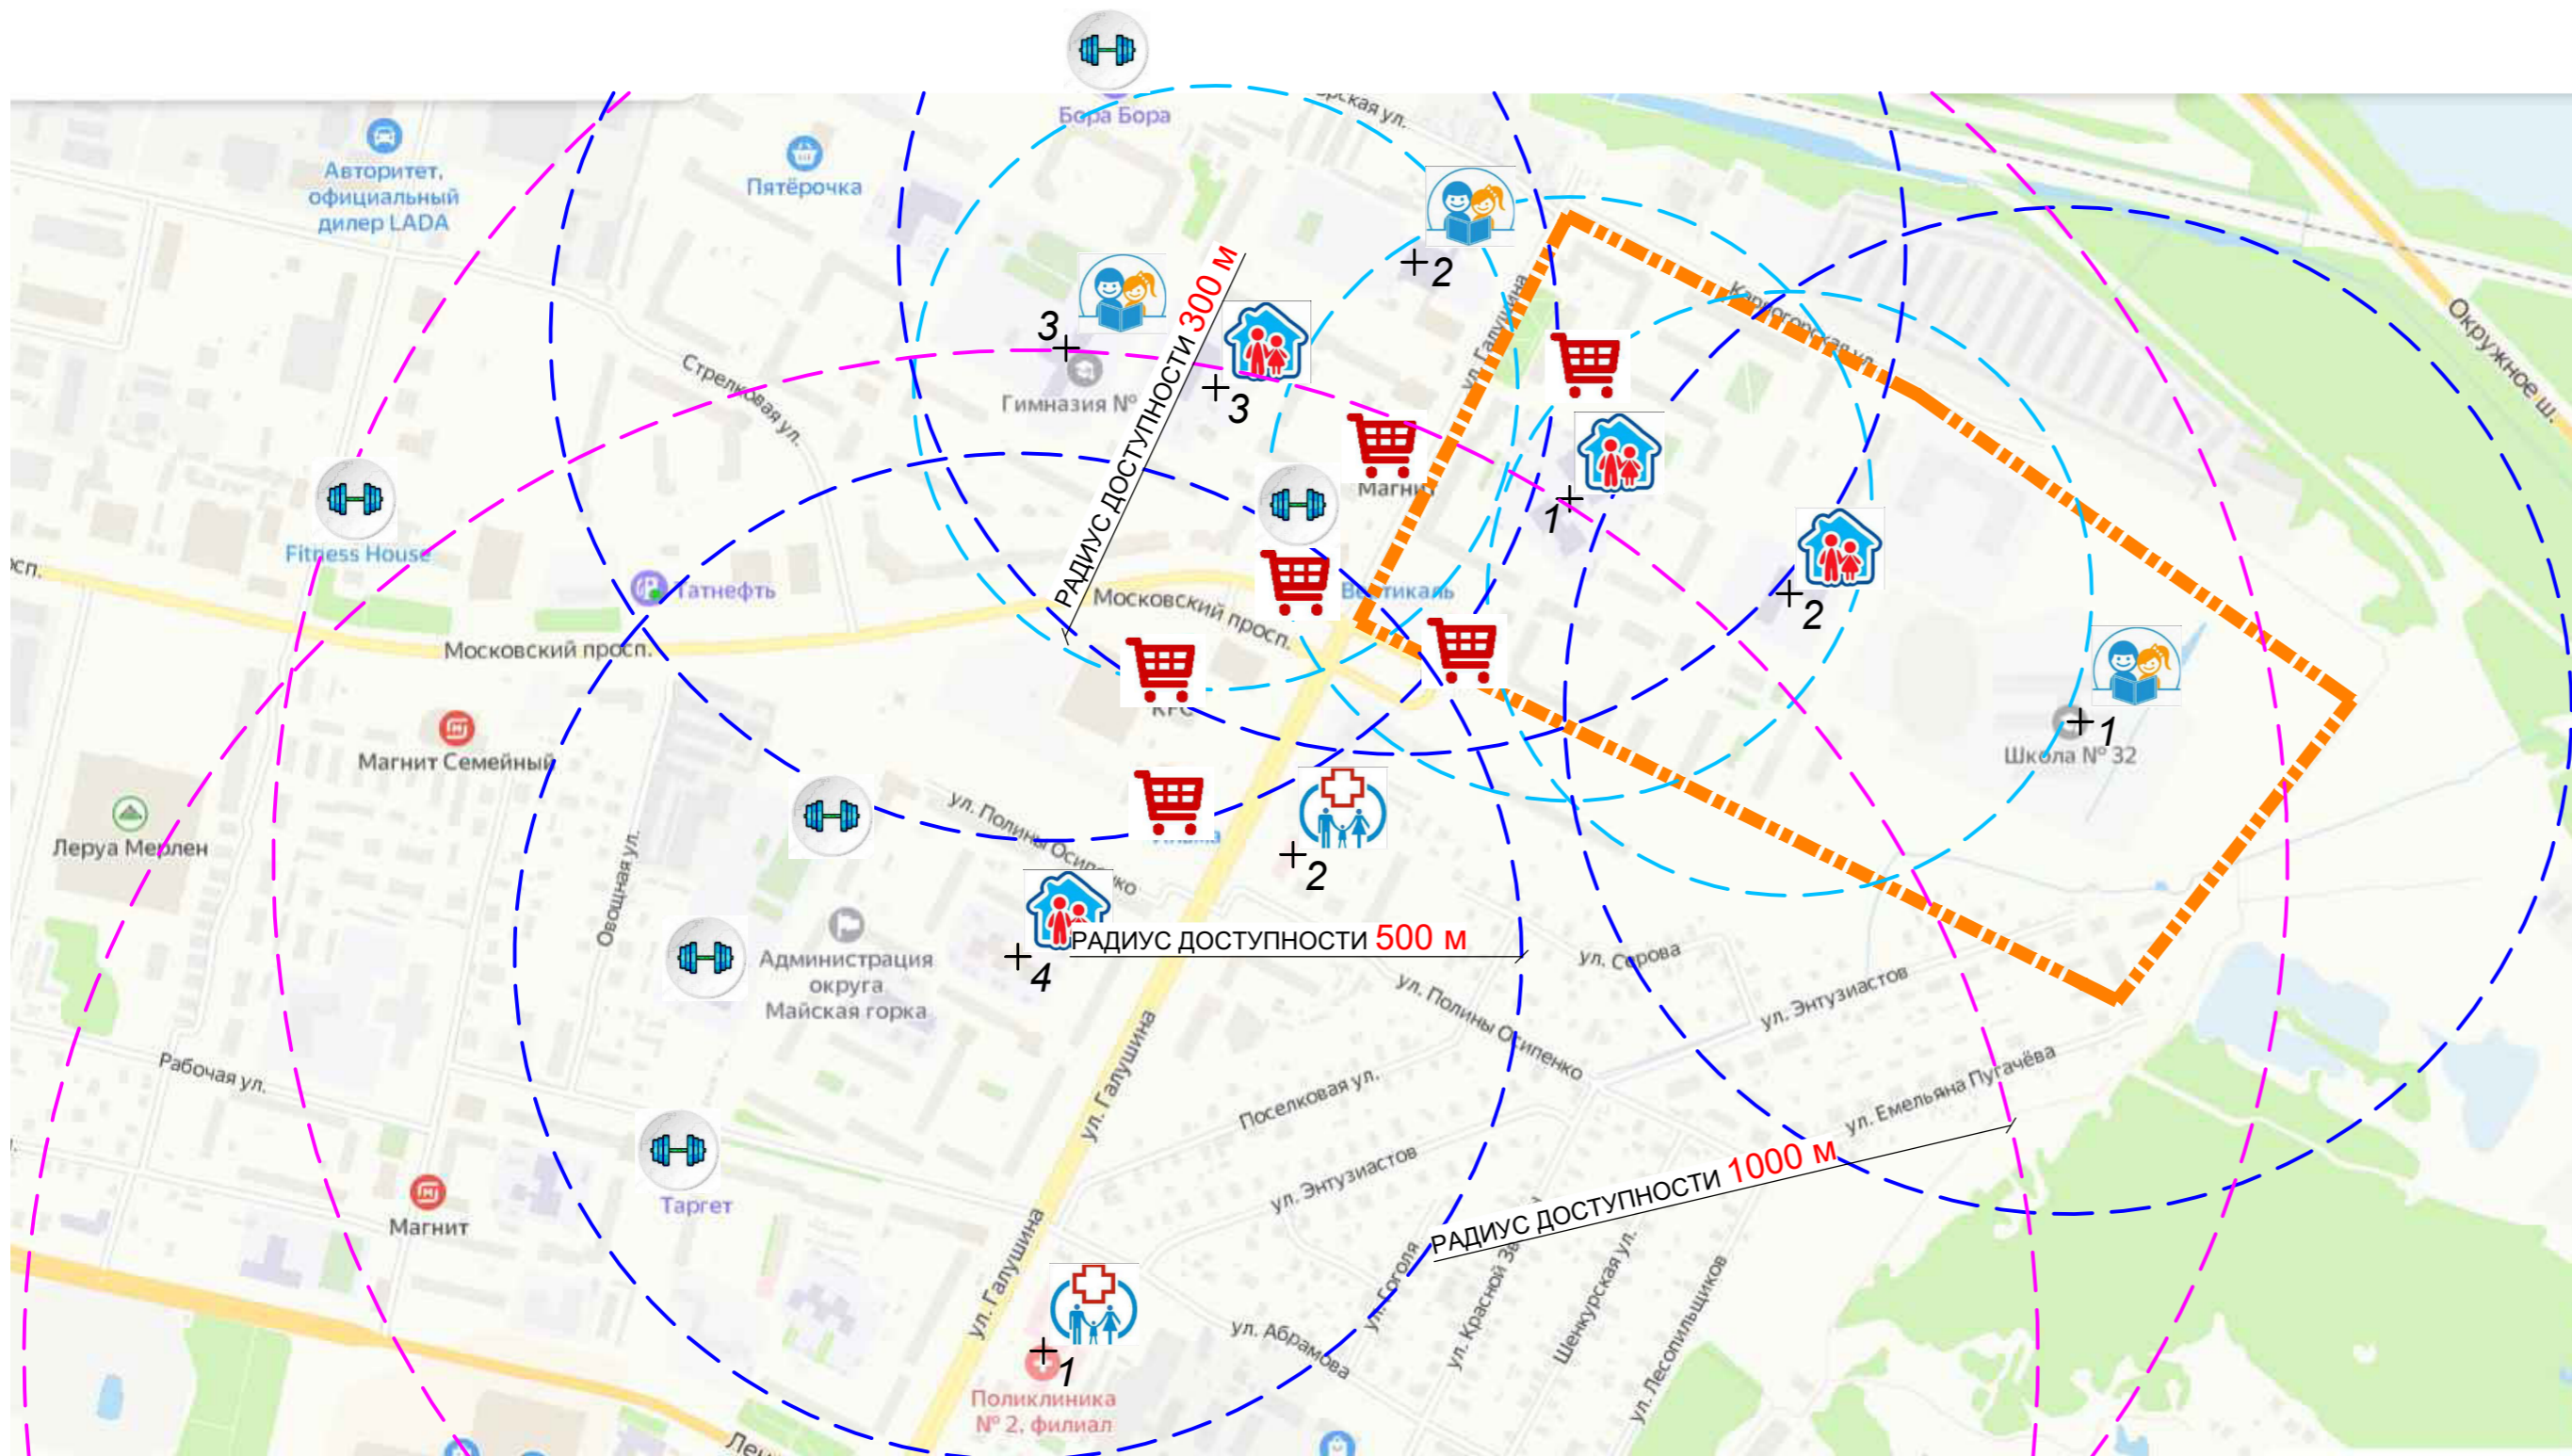 Бора Бора
Авторитет,
официальный
дилер LADA
Пятёрочка
2
3
Гимназия №
3
РАДИУС ДОСТУПНОСТИ 300 м
ул. Галушина
Карпогорская ул.
Окружное ш.
Стрелковая ул.
Магнит
1
Fitness House
Татнефть
Московский просп.
Московский просп.
2
KFC
Магнит Семейный
Школа № 32
1
Леруа Мерлен
ул. Полины Осипенко
2
Овощная ул.
Администрация
округа
Майская горка
4
РАДИУС ДОСТУПНОСТИ 500 м
ул. Серова
ул. Полины Осипенко
ул. Энтузиастов
Рабочая ул.
ул. Галушина
Поселковая ул.
ул. Емельяна Пугачёва
Таргет
Магнит
ул. Энтузиастов
РАДИУС ДОСТУПНОСТИ 1000 м
ул. Галушина
ул. Гоголя
Шенкурская ул.
ул. Лесопильщиков
ул. Абрамова
1
Поликлиника
№ 2, филиал